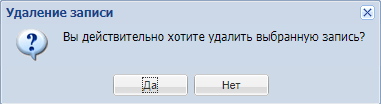 Удаление записи
Вы действительно хотите удалить выбранную запись?
Да
Нет